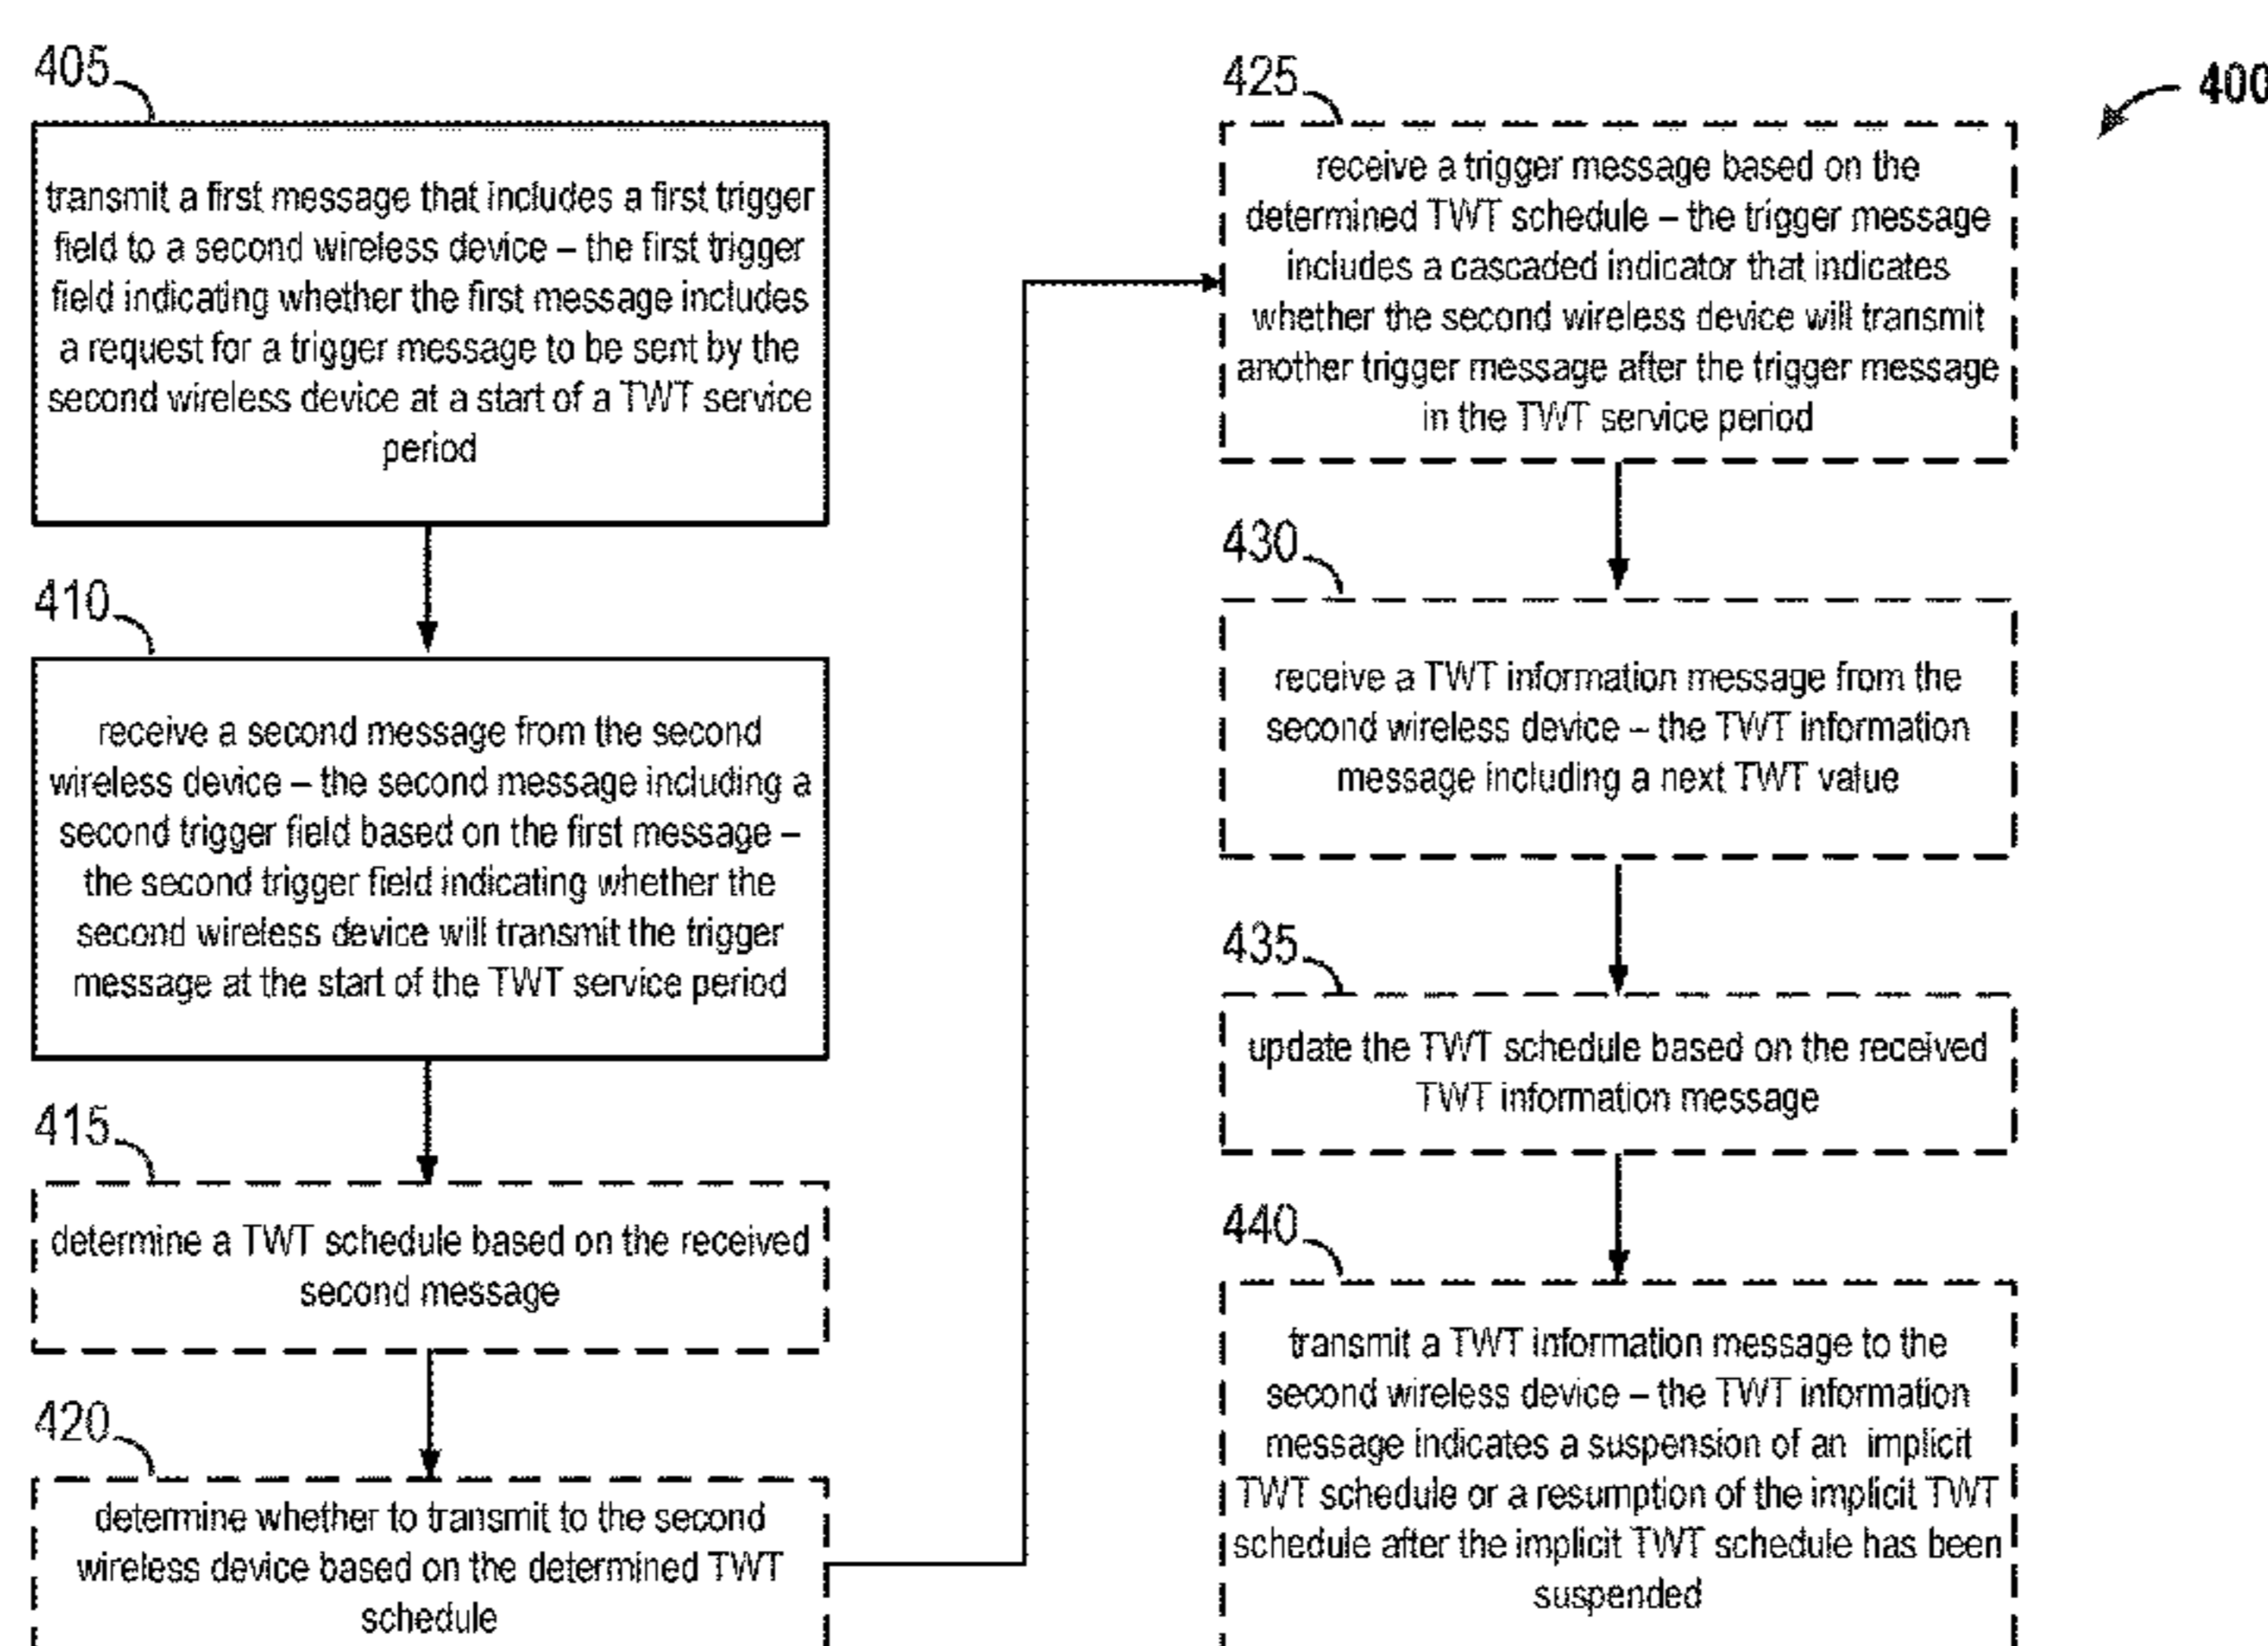 405
transmit a first message that includes a first trigger
field to a second wireless device – the first trigger
field indicating whether the first message includes
a request for a trigger message to be sent by the
second wireless device at a start of a TWT service
period
410
receive a second message from the second
wireless device – the second message including a
second trigger field based on the first message –
the second trigger field indicating whether the
second wireless device will transmit the trigger
message at the start of the TWT service period
415
determine a TWT schedule based on the received
second message
420
determine whether to transmit to the second
wireless device based on the determined TWT
schedule
425
receive a trigger message based on the
determined TWT schedule – the trigger message
includes a cascaded indicator that indicates
whether the second wireless device will transmit
another trigger message after the trigger message
in the TWT service period
430
receive a TWT information message from the
second wireless device – the TWT information
message including a next TWT value
435
update the TWT schedule based on the received
TWT information message
440
transmit a TWT information message to the
second wireless device – the TWT information
message indicates a suspension of an implicit
TWT schedule or a resumption of the implicit TWT
schedule after the implicit TWT schedule has been
suspended
400